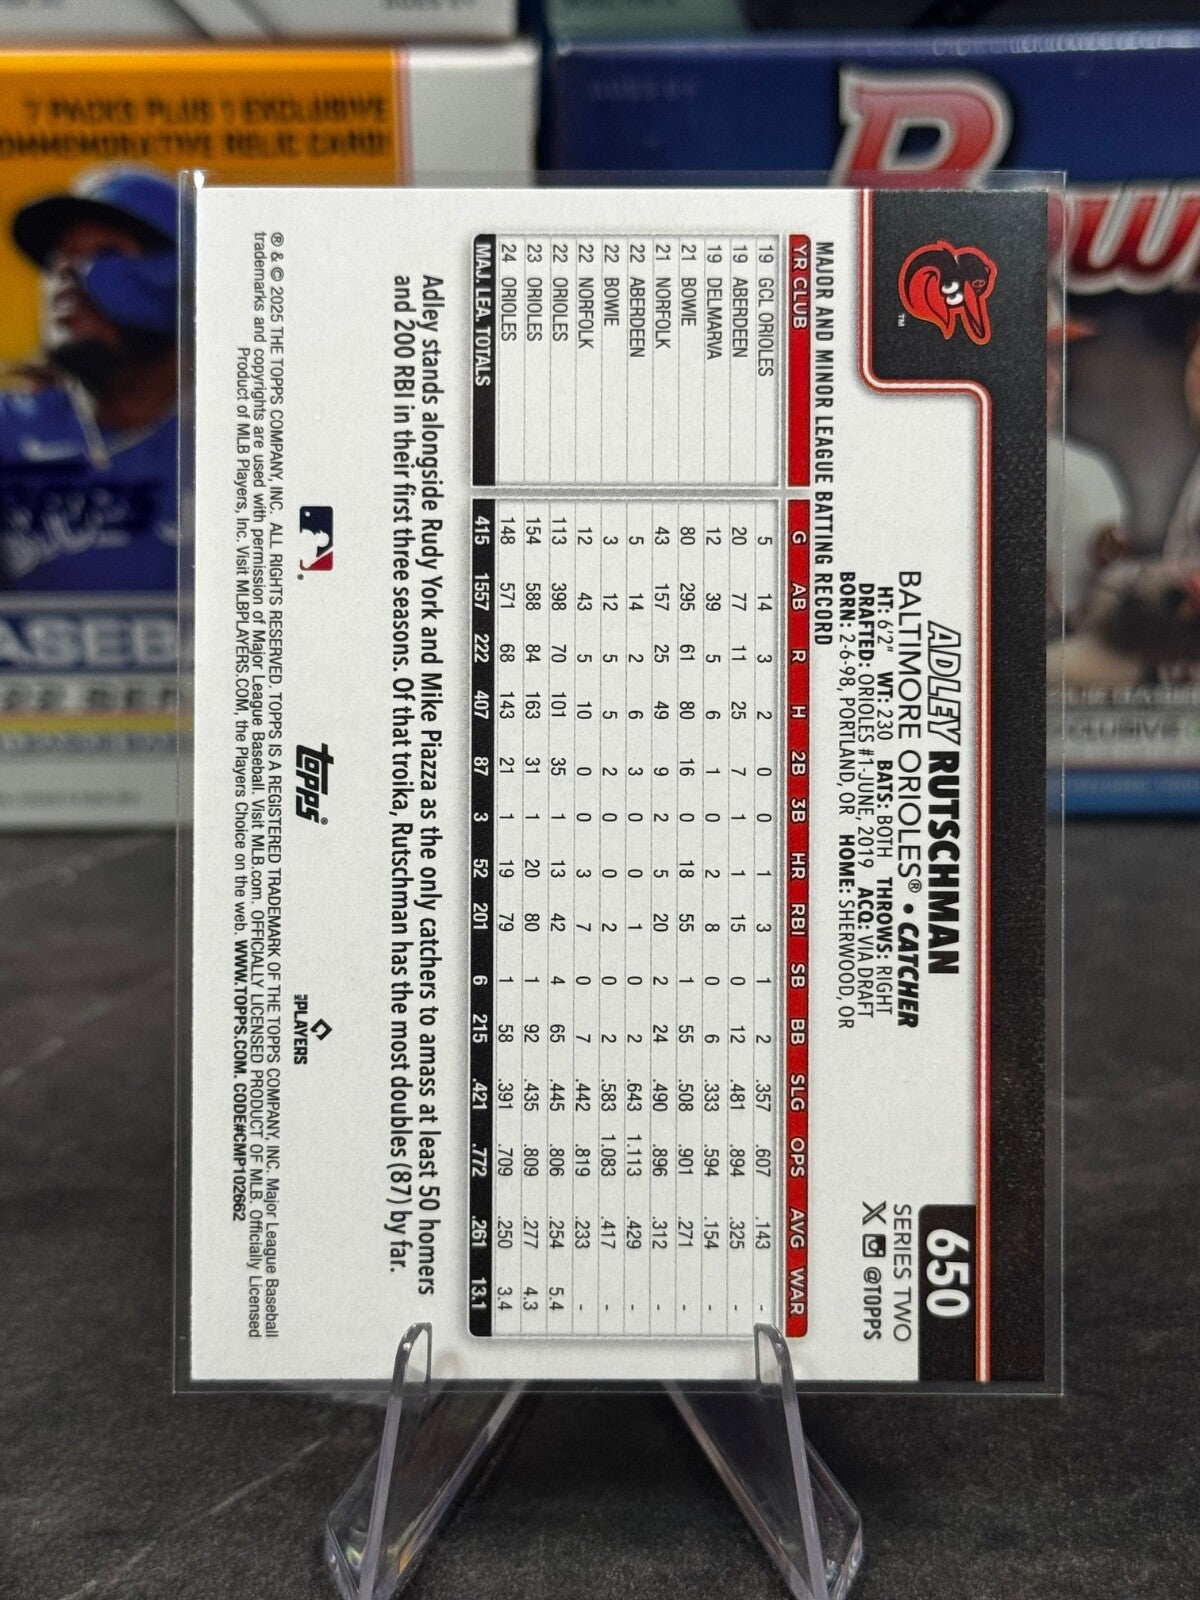 7 PACKS PLUS 1 EXCLUSIVE
COMMEMORATIVE RELIC CARD!
650
SERIES TWO
@TOPPS
ADLEY RUTSCHMAN
BALTIMORE ORIOLES® • CATCHER
HT: 6'2" WT: 230 BATS: BOTH THROWS: RIGHT
DRAFTED: ORIOLES #1-JUNE, 2019 ACQ: VIA DRAFT
BORN: 2-6-98, PORTLAND, OR HOME: SHERWOOD, OR
TM
MAJOR AND MINOR LEAGUE BATTING RECORD
YR CLUB G AB R H 2B 3B HR RBI SB BB SLG OPS AVG WAR
19 GCL ORIOLES 5 14 3 2 0 0 1 3 1 2 .357 .607 .143 -
19 ABERDEEN 20 77 11 25 7 1 1 15 0 12 .481 .894 .325 -
19 DELMARVA 12 39 5 6 1 0 2 8 0 6 .333 .594 .154 -
21 BOWIE 80 295 61 80 16 0 18 55 1 55 .508 .901 .271 -
21 NORFOLK 43 157 25 49 9 2 5 20 2 24 .490 .896 .312 -
22 ABERDEEN 5 14 2 6 3 0 0 1 0 2 .643 1.113 .429 -
22 BOWIE 3 12 5 5 2 0 0 2 0 2 .583 1.083 .417 -
22 NORFOLK 12 43 5 10 0 0 3 7 0 7 .442 .819 .233 -
22 ORIOLES 113 398 70 101 35 1 13 42 4 65 .445 .806 .254 5.4
23 ORIOLES 154 588 84 163 31 1 20 80 1 92 .435 .809 .277 4.3
24 ORIOLES 148 571 68 143 21 1 19 79 1 58 .391 .709 .250 3.4
MAJ. LEA. TOTALS 415 1557 222 407 87 3 52 201 6 215 .421 .772 .261 13.1
Adley stands alongside Rudy York and Mike Piazza as the only catchers to amass at least 50 homers
and 200 RBI in their first three seasons. Of that troika, Rutschman has the most doubles (87) by far.
topps®
PLAYERS
® & © 2025 THE TOPPS COMPANY, INC. ALL RIGHTS RESERVED. TOPPS IS A REGISTERED TRADEMARK OF THE TOPPS COMPANY, INC. Major League Baseball
trademarks and copyrights are used with permission of Major League Baseball. Visit MLB.com. OFFICIALLY LICENSED PRODUCT OF MLB. Officially Licensed
Product of MLB Players, Inc. Visit MLBPLAYERS.COM, the Players Choice on the web. WWW.TOPPS.COM. CODE#CMP102662